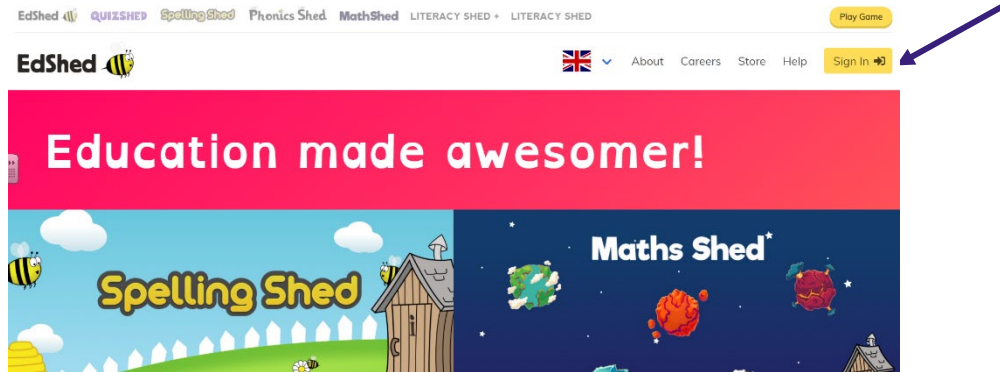 EdShed QUIZSHED Spelling Shed Phonics Shed MathShed LITERACY SHED + LITERACY SHED Play Game
EdShed About Careers Store Help Sign In
Education made awesomer!
Spelling Shed
Maths Shed